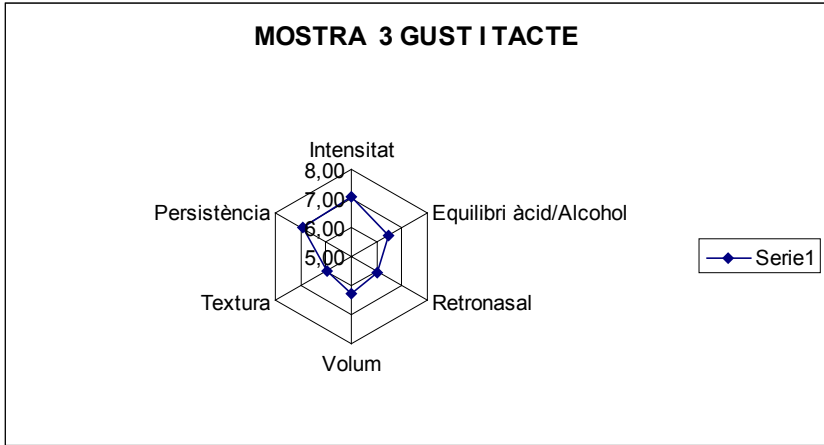 MOSTRA 3 GUST I TACTE
Intensitat
8,00
7,00
6,00
5,00
Persistència
Equilibri àcid/Alcohol
Serie1
Textura
Retronasal
Volum